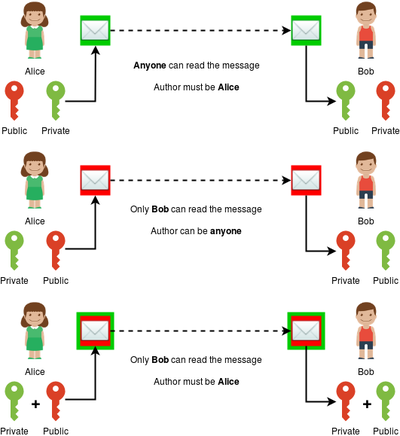 Alice
Bob
Anyone can read the message
Author must be Alice
Public Private
Public Private
Alice
Bob
Only Bob can read the message
Author can be anyone
Private Public
Private Public
Alice
Bob
Only Bob can read the message
Author must be Alice
+
+
Private Public
Private Public